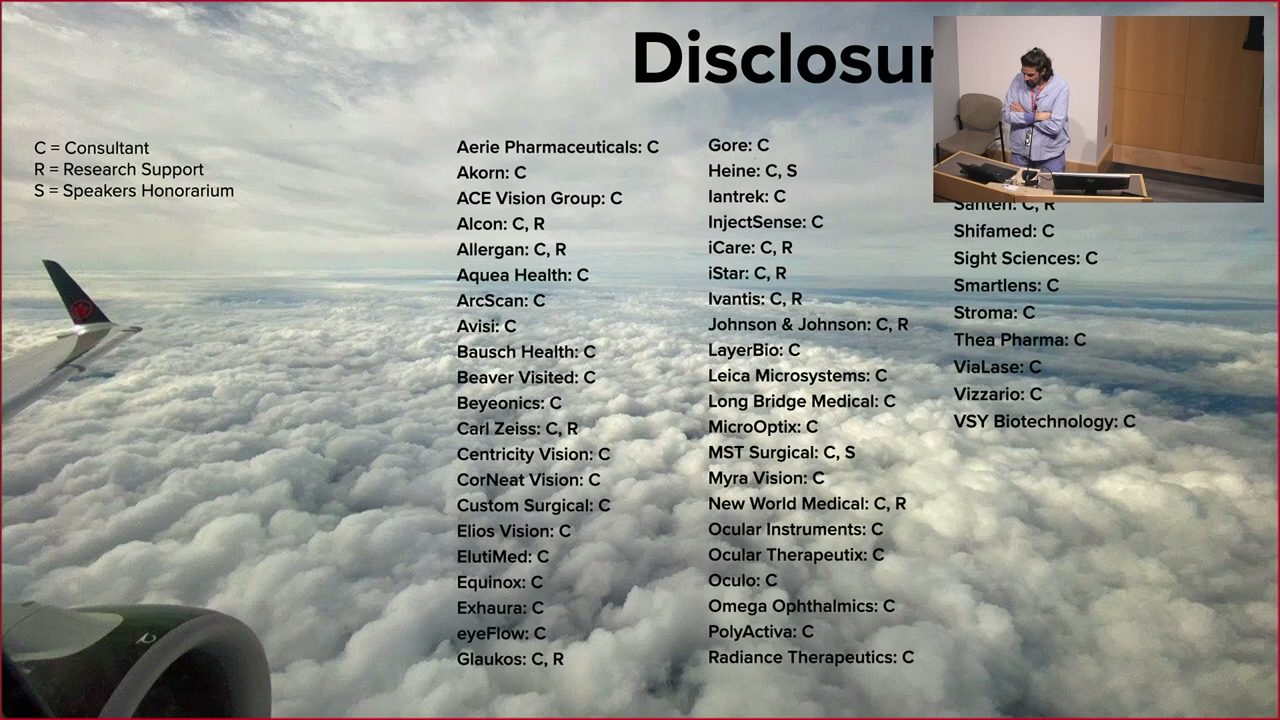 C = Consultant
R = Research Support
S = Speakers Honorarium
Aerie Pharmaceuticals: C
Akorn: C
ACE Vision Group: C
Alcon: C, R
Allergan: C, R
Aquea Health: C
ArcScan: C
Avisi: C
Bausch Health: C
Beaver Visited: C
Beyeonics: C
Carl Zeiss: C, R
Centricity Vision: C
CorNeat Vision: C
Custom Surgical: C
Elios Vision: C
ElutiMed: C
Equinox: C
Exhaura: C
eyeFlow: C
Glaukos: C, R
Gore: C
Heine: C, S
Iantrek: C
InjectSense: C
iCare: C, R
iStar: C, R
Ivantis: C, R
Johnson & Johnson: C, R
LayerBio: C
Leica Microsystems: C
Long Bridge Medical: C
MicroOptix: C
MST Surgical: C, S
Myra Vision: C
New World Medical: C, R
Ocular Instruments: C
Ocular Therapeutix: C
Oculo: C
Omega Ophthalmics: C
PolyActiva: C
Radiance Therapeutics: C
Santen: C, R
Shifamed: C
Sight Sciences: C
Smartlens: C
Stroma: C
Thea Pharma: C
ViaLase: C
Vizzario: C
VSY Biotechnology: C